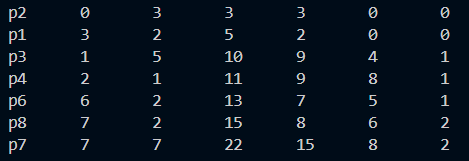 p2 0 3 3 3 0 0
p1 3 2 5 2 0 0
p3 1 5 10 9 4 1
p4 2 1 11 9 8 1
p6 6 2 13 7 5 1
p8 7 2 15 8 6 2
p7 7 7 22 15 8 2